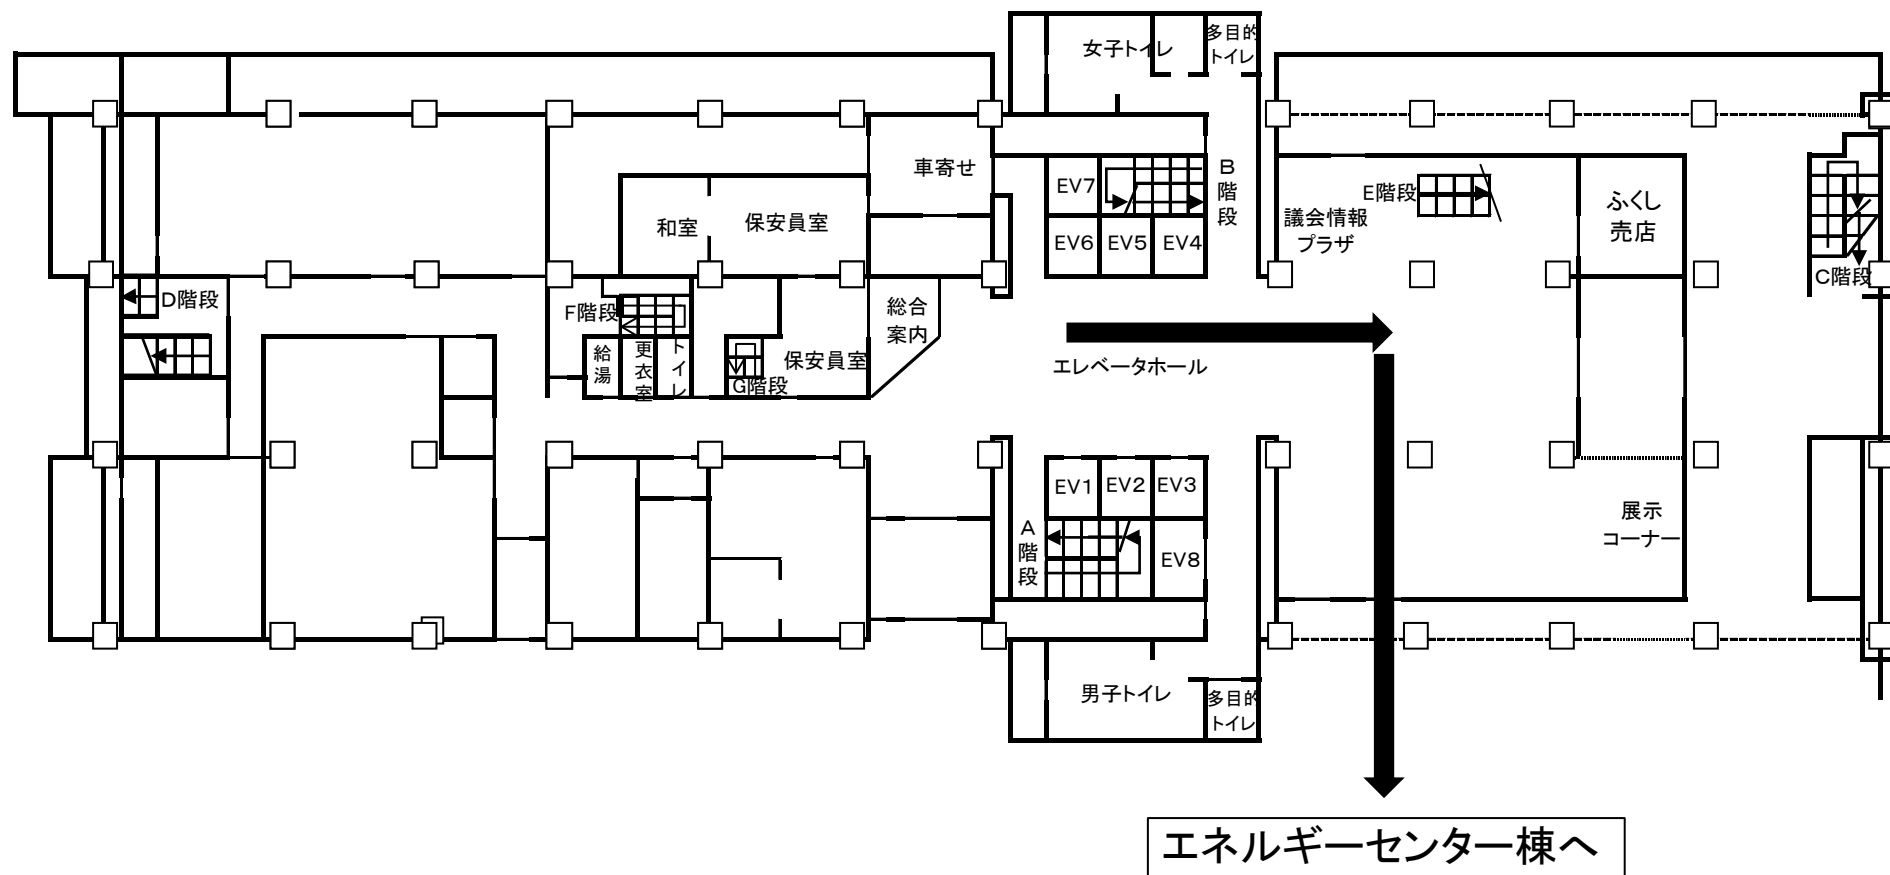 女子トイレ
多目的
トイレ
車寄せ
B
階
段
EV7
E階段
ふくし
売店
和室
保安員室
議会情報
プラザ
EV6
EV5
EV4
C階段
D階段
F階段
総合
案内
給
湯
更
衣
室
トイレ
保安員室
G階段
エレベータホール
EV1
EV2
EV3
A
階
段
EV8
展示
コーナー
男子トイレ
多目的
トイレ
エネルギーセンター棟へ